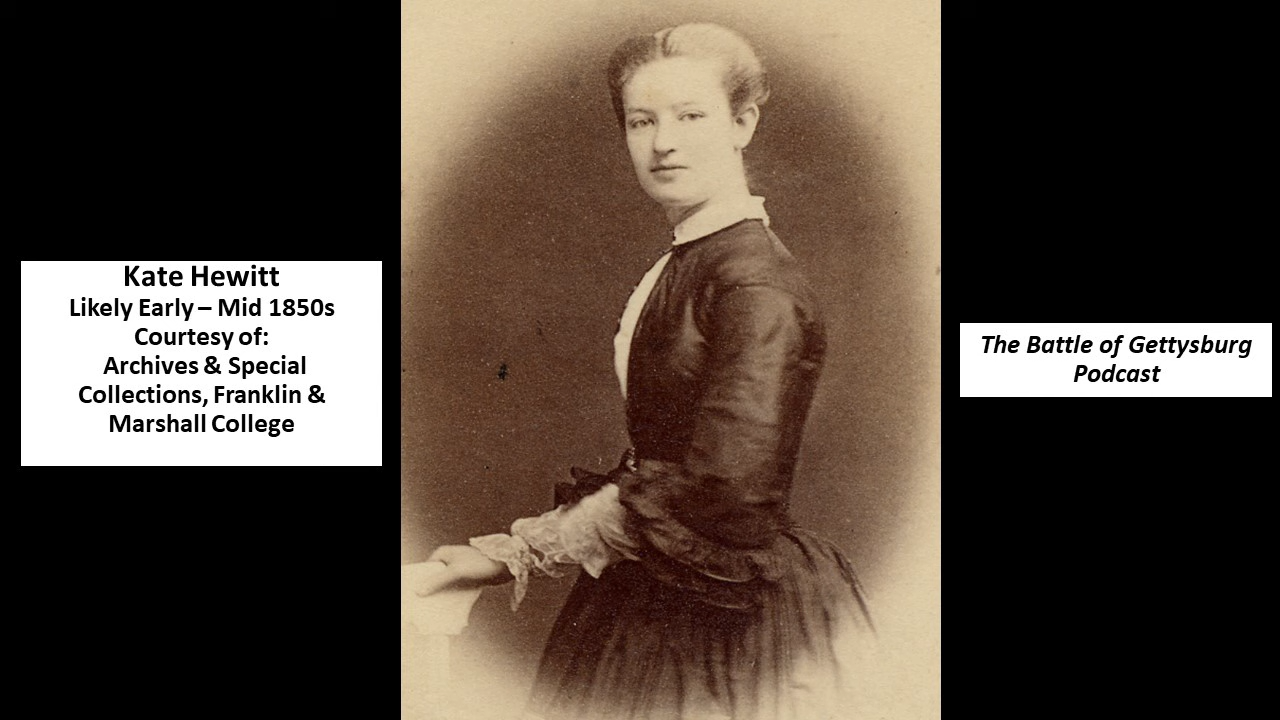 Kate Hewitt
Likely Early – Mid 1850s
Courtesy of:
Archives & Special
Collections, Franklin &
Marshall College
The Battle of Gettysburg
Podcast